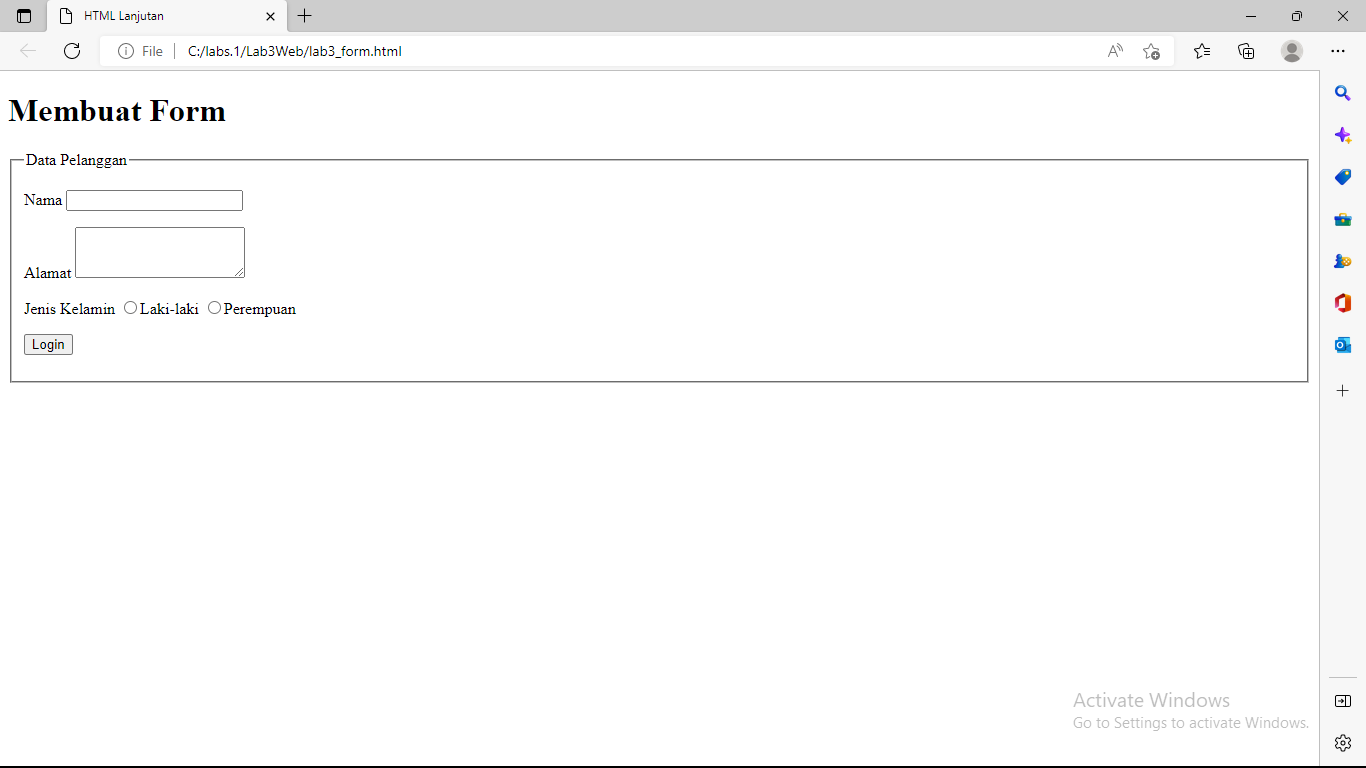 HTML Lanjutan
File C:/labs.1/Lab3Web/lab3_form.html
Membuat Form
Data Pelanggan
Nama
Alamat
Jenis Kelamin Laki-laki Perempuan
Login
Activate Windows
Go to Settings to activate Windows.